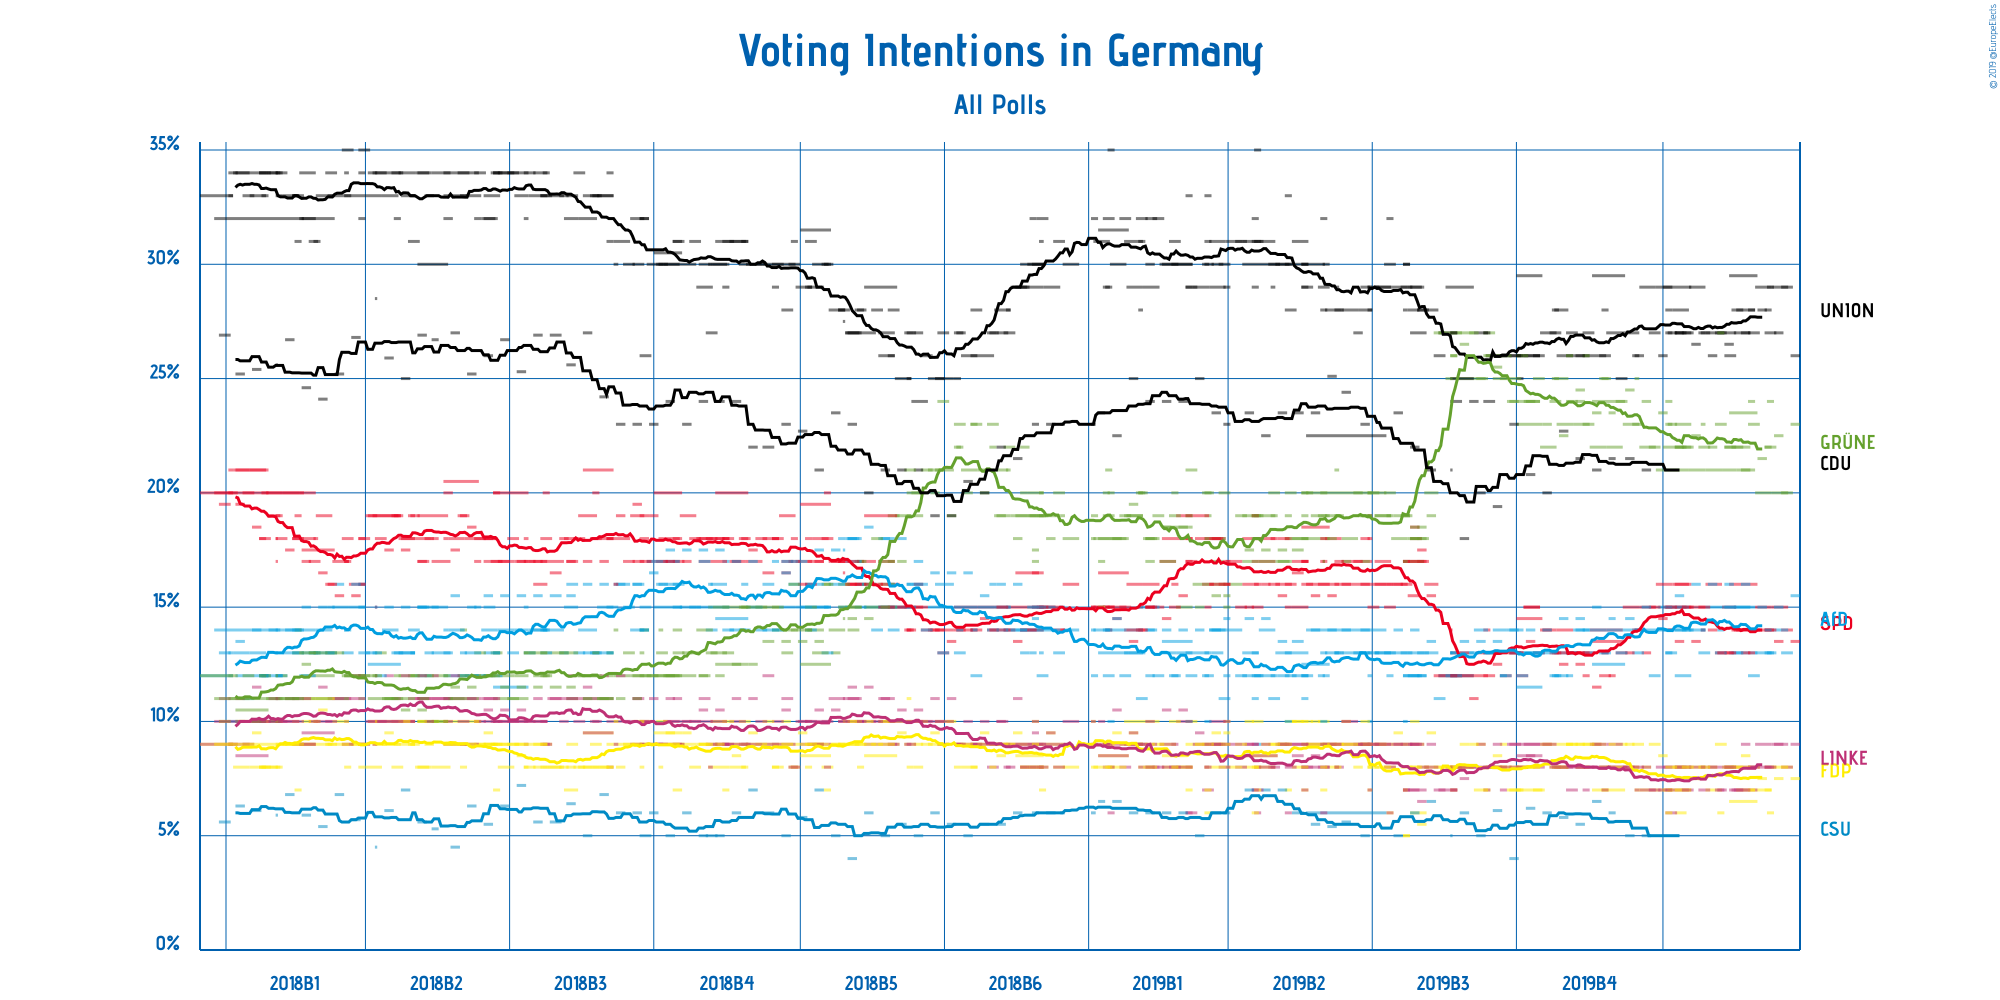 © 2019 @EuropeElects
Voting Intentions in Germany
All Polls
35%
30%
25%
20%
15%
10%
5%
0%
UNION
GRÜNE
CDU
AfD
SPD
LINKE
FDP
CSU
2018B1 2018B2 2018B3 2018B4 2018B5 2018B6 2019B1 2019B2 2019B3 2019B4